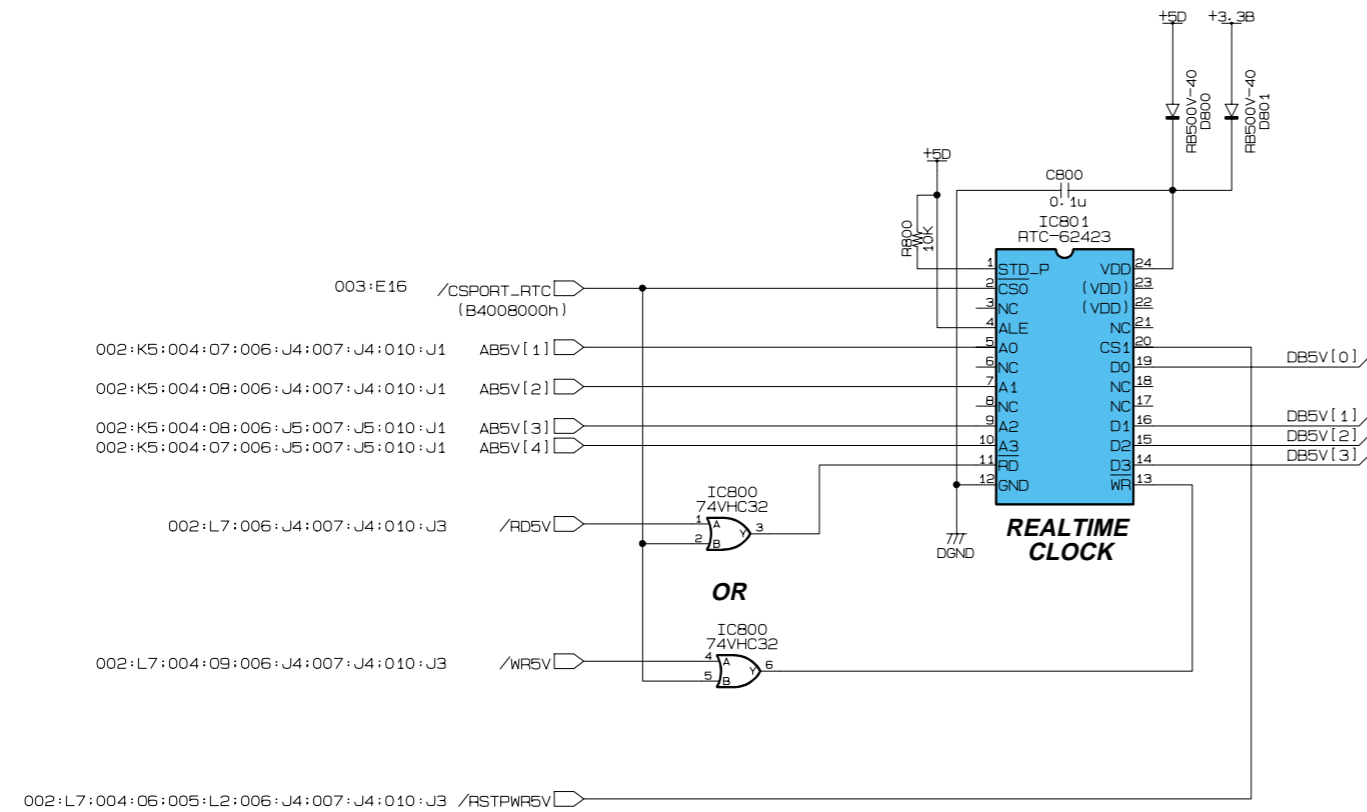 +5D +3.3B
RB500V-40
D800
RB500V-40
D801
+5D
C800
0.1u
R800
10K
IC801
RTC-62423
1 STD_P VDD 24
003:E16 /CSPORT_RTC 2 CS0 (VDD) 23
(B4008000h) 3 NC (VDD) 22
4 ALE NC 21
002:K5;004:07;006:J4;007:J4;010:J1 AB5V[1] 5 A0 CS1 20
6 NC D0 19 DB5V[0]
002:K5;004:08;006:J4;007:J4;010:J1 AB5V[2] 7 A1 NC 18
8 NC NC 17
002:K5;004:08;006:J5;007:J5;010:J1 AB5V[3] 9 A2 D1 16 DB5V[1]
002:K5;004:07;006:J5;007:J5;010:J1 AB5V[4] 10 A3 D2 15 DB5V[2]
11 RD D3 14 DB5V[3]
12 GND WR 13
IC800
74VHC32
002:L7;006:J4;007:J4;010:J3 /RD5V 1 A Y 3
2 B
DGND
REALTIME
CLOCK
OR
IC800
74VHC32
002:L7;004:09;006:J4;007:J4;010:J3 /WR5V 4 A Y 6
5 B
002:L7;004:06;005:L2;006:J4;007:J4;010:J3 /RSTPWR5V